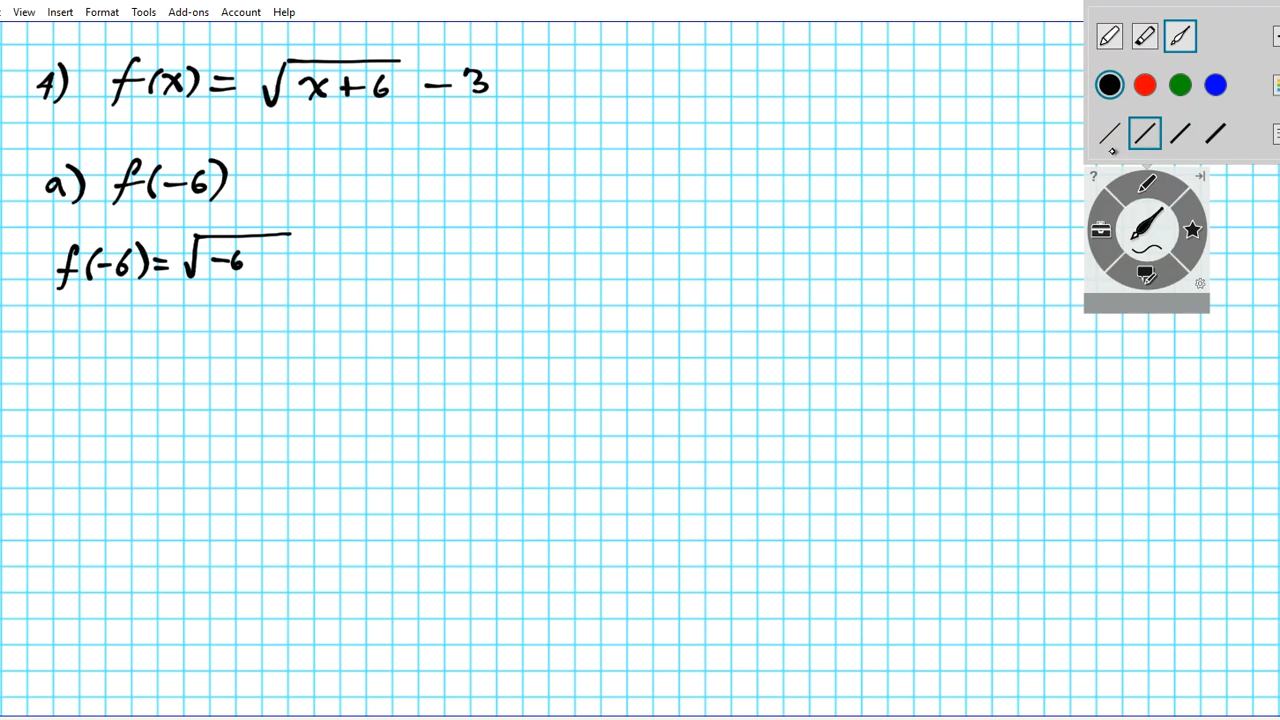 View Insert Format Tools Add-ons Account Help
4) f(x) = √(x+6) - 3
a) f(-6)
f(-6) = √-6
?